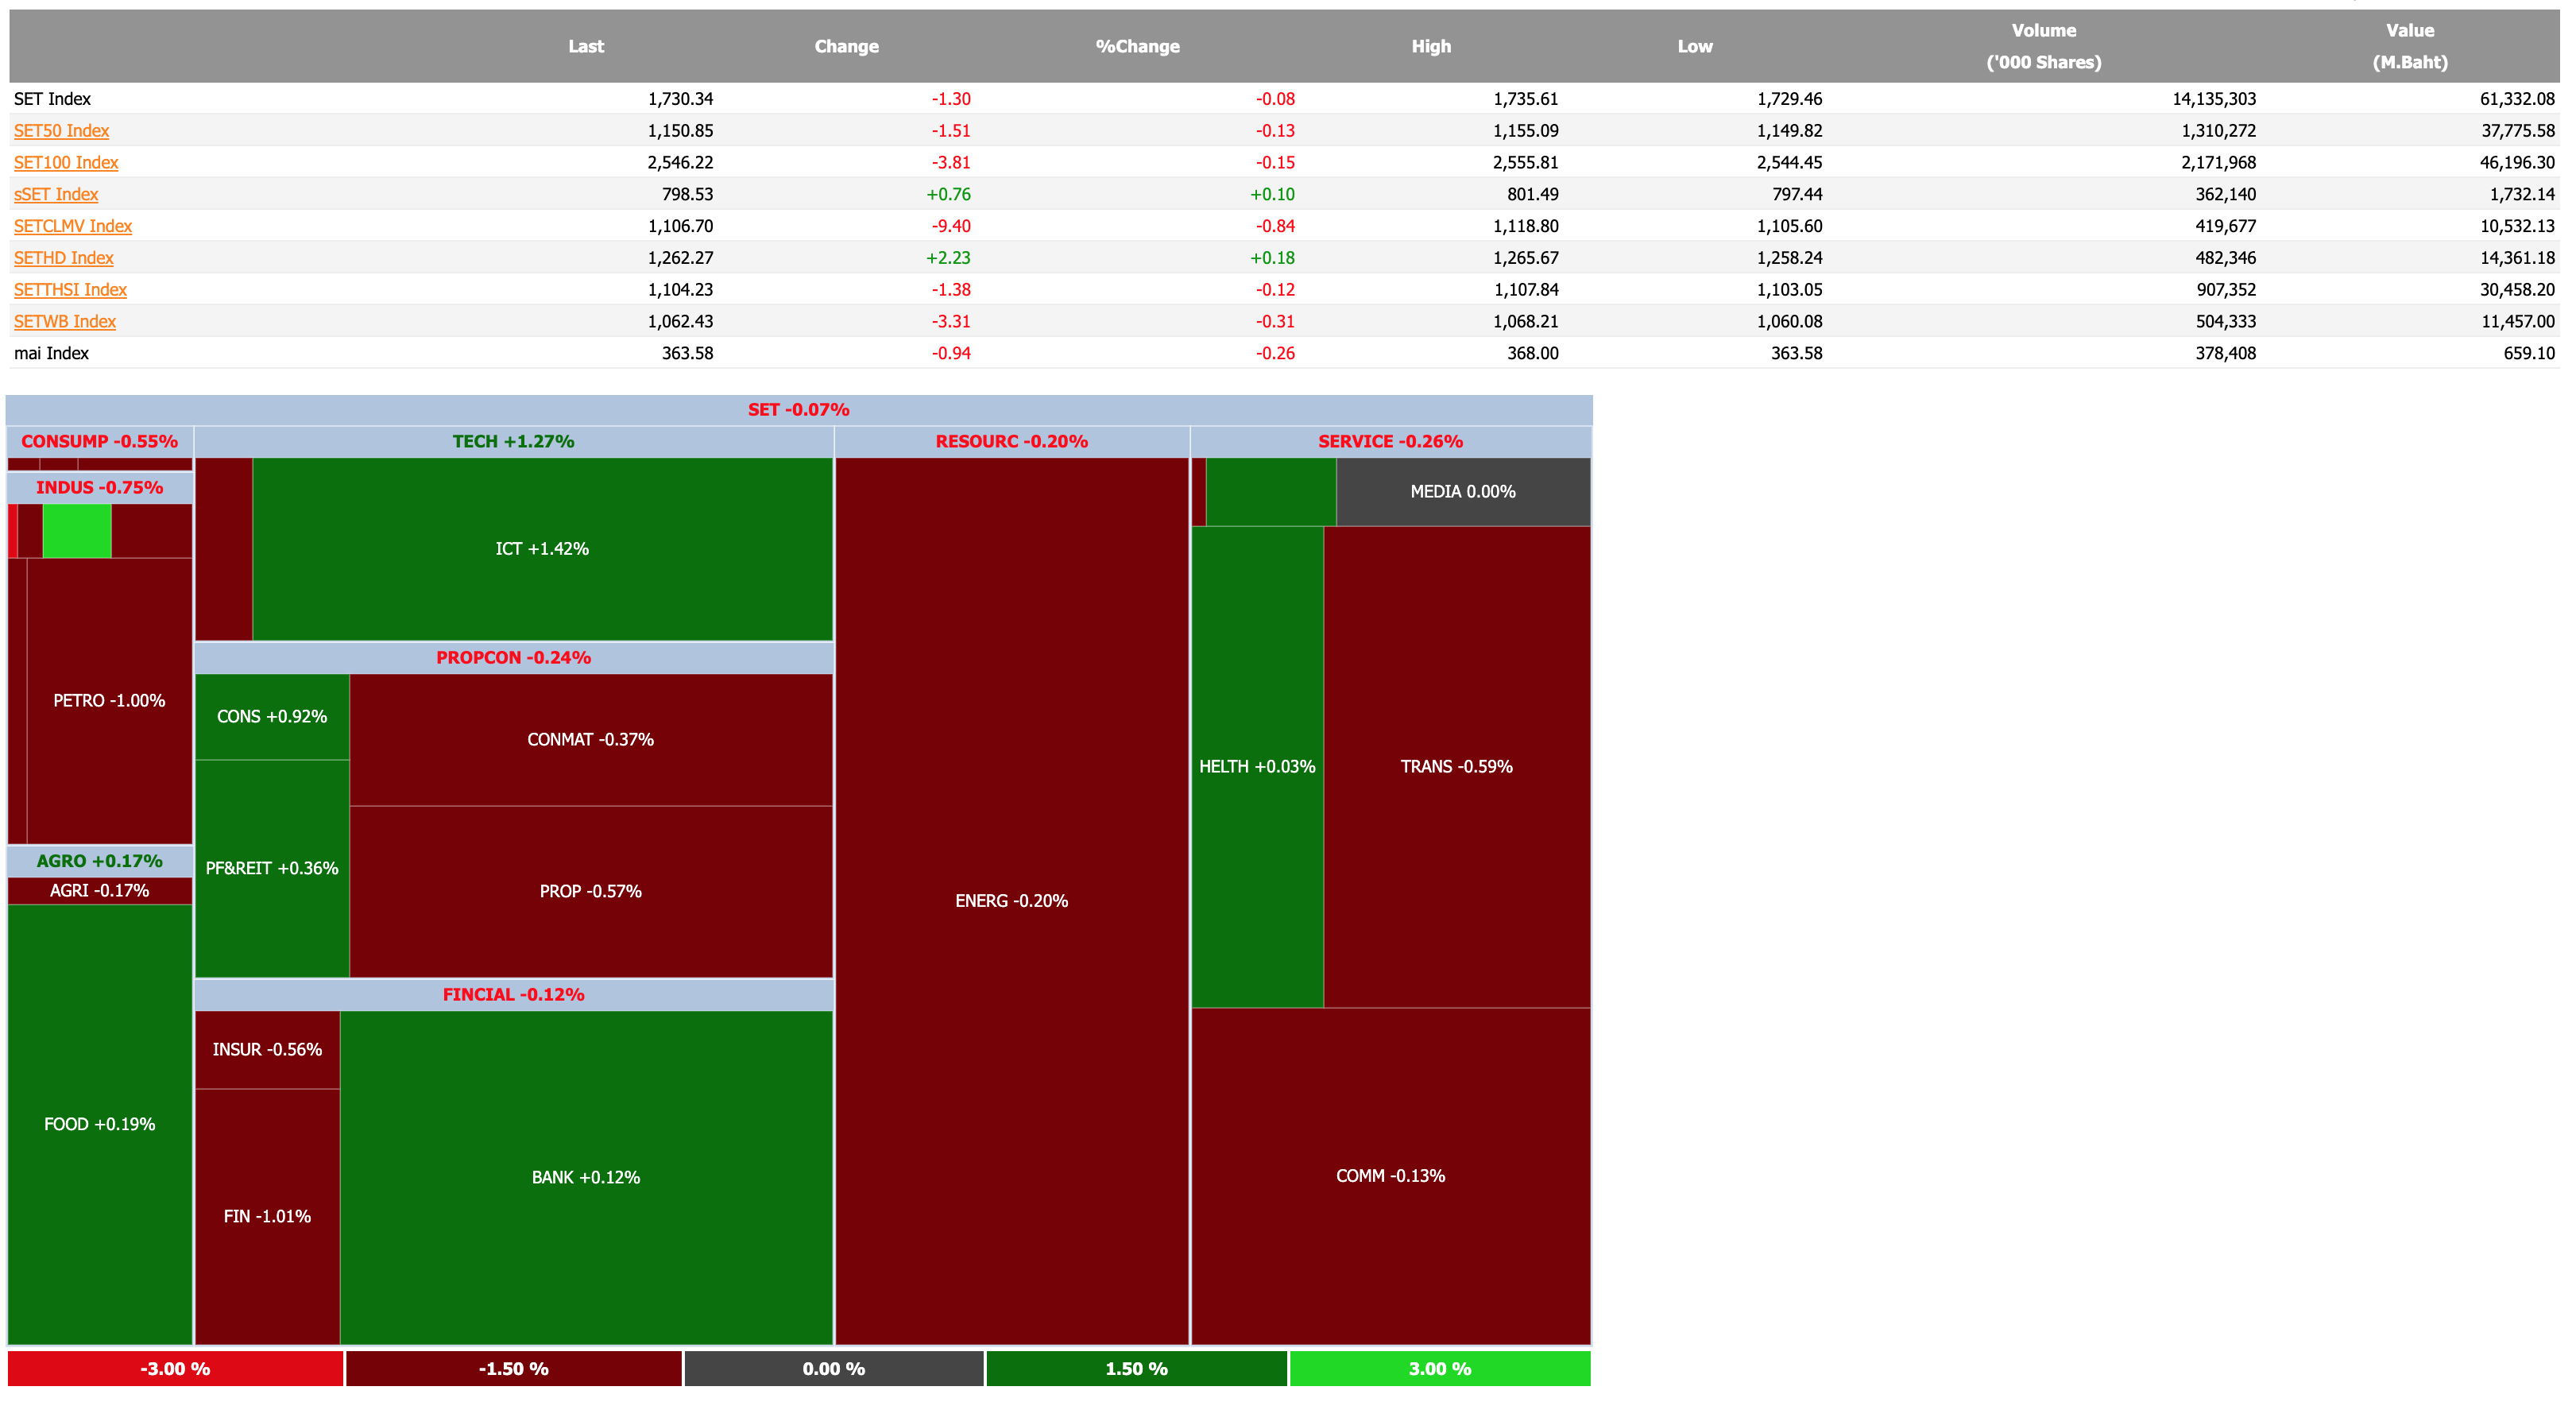 Last Change %Change High Low Volume ('000 Shares) Value (M.Baht)
SET Index 1,730.34 -1.30 -0.08 1,735.61 1,729.46 14,135,303 61,332.08
SET50 Index 1,150.85 -1.51 -0.13 1,155.09 1,149.82 1,310,272 37,775.58
SET100 Index 2,546.22 -3.81 -0.15 2,555.81 2,544.45 2,171,968 46,196.30
sSET Index 798.53 +0.76 +0.10 801.49 797.44 362,140 1,732.14
SETCLMV Index 1,106.70 -9.40 -0.84 1,118.80 1,105.60 419,677 10,532.13
SETHD Index 1,262.27 +2.23 +0.18 1,265.67 1,258.24 482,346 14,361.18
SETTHSI Index 1,104.23 -1.38 -0.12 1,107.84 1,103.05 907,352 30,458.20
SETWB Index 1,062.43 -3.31 -0.31 1,068.21 1,060.08 504,333 11,457.00
mai Index 363.58 -0.94 -0.26 368.00 363.58 378,408 659.10
SET -0.07%
CONSUMP -0.55%
INDUS -0.75%
PETRO -1.00%
AGRO +0.17%
AGRI -0.17%
FOOD +0.19%
TECH +1.27%
ICT +1.42%
PROPCON -0.24%
CONS +0.92%
CONMAT -0.37%
PF&REIT +0.36%
PROP -0.57%
FINCIAL -0.12%
INSUR -0.56%
FIN -1.01%
BANK +0.12%
RESOURC -0.20%
ENERG -0.20%
SERVICE -0.26%
MEDIA 0.00%
HELTH +0.03%
TRANS -0.59%
COMM -0.13%
-3.00 % -1.50 % 0.00 % 1.50 % 3.00 %